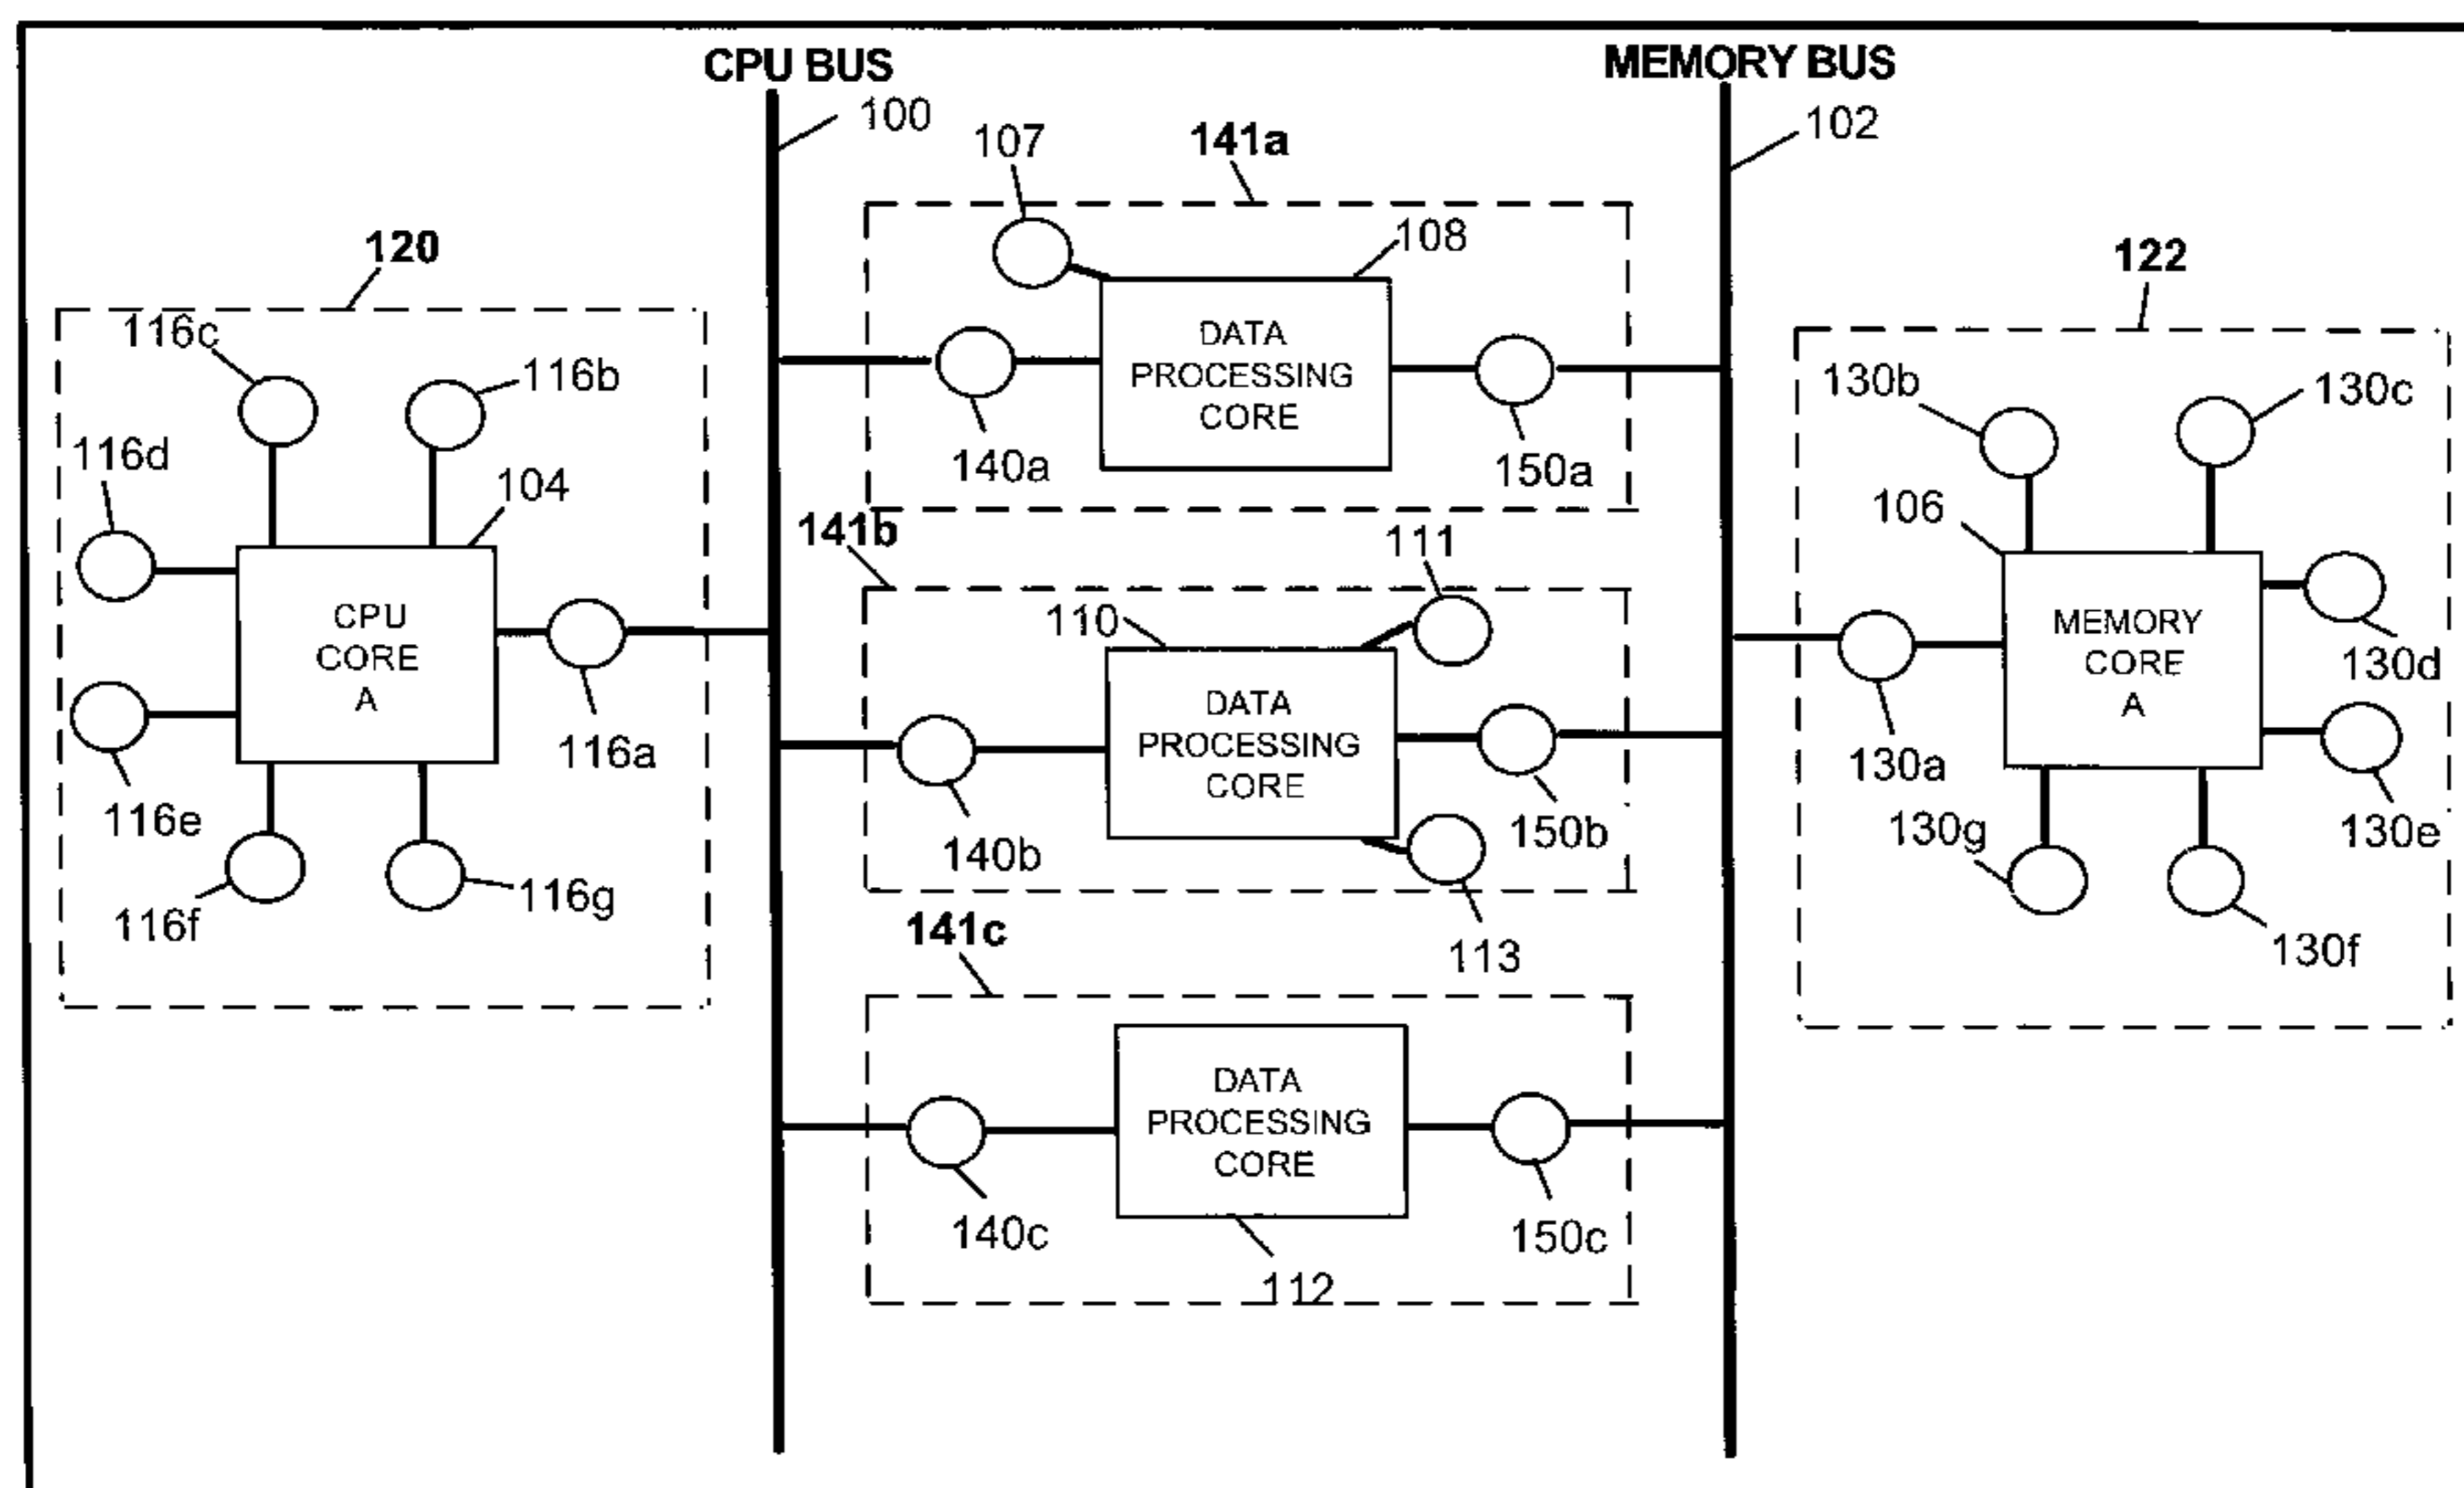 CPU BUS
MEMORY BUS
100
102
107
141a
108
120
122
116c
116b
116d
104
CPU
CORE
A
116a
116e
116f
116g
DATA
PROCESSING
CORE
140a
150a
141b
111
110
DATA
PROCESSING
CORE
140b
150b
113
141c
DATA
PROCESSING
CORE
140c
150c
112
130b
130c
106
MEMORY
CORE
A
130d
130a
130e
130g
130f